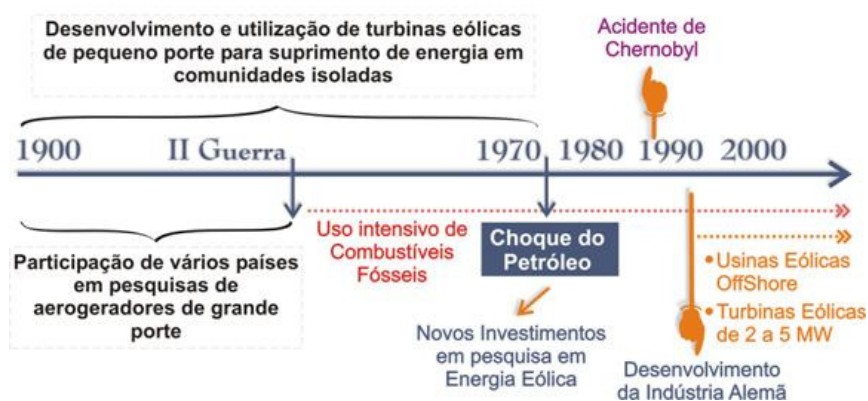 Desenvolvimento e utilização de turbinas eólicas
de pequeno porte para suprimento de energia em
comunidades isoladas
Acidente de
Chernobyl
1900 II Guerra 1970 1980 1990 2000
Participação de vários países
em pesquisas de
aerogeradores de grande
porte
Uso intensivo de
Combustíveis
Fósseis
Choque do
Petróleo
Novos Investimentos
em pesquisa em
Energia Eólica
• Usinas Eólicas
OffShore
• Turbinas Eólicas
de 2 a 5 MW
Desenvolvimento
da Indústria Alemã